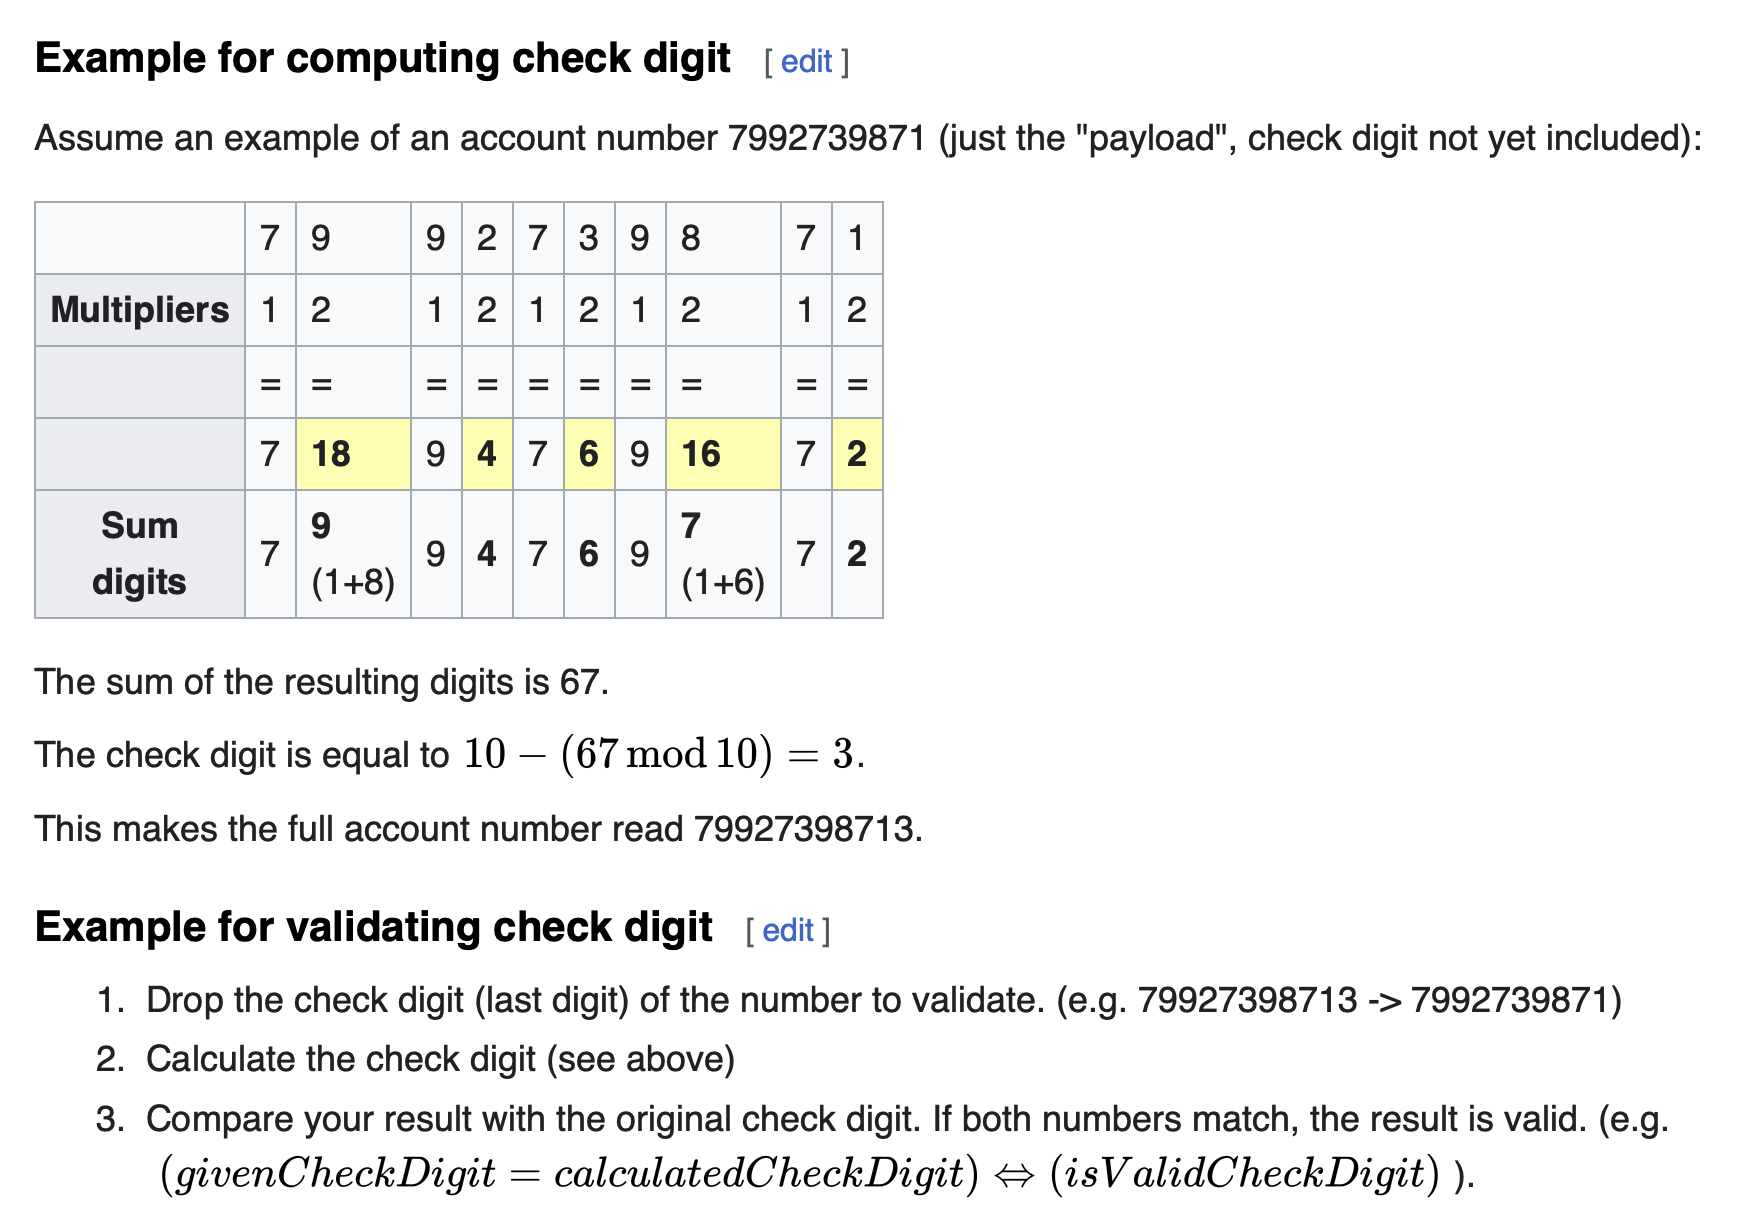 Example for computing check digit [ edit ]
Assume an example of an account number 7992739871 (just the "payload", check digit not yet included):
7 9 9 2 7 3 9 8 7 1
Multipliers 1 2 1 2 1 2 1 2 1 2
= = = = = = = = = =
7 18 9 4 7 6 9 16 7 2
Sum digits 7 9 (1+8) 9 4 7 6 9 7 (1+6) 7 2
The sum of the resulting digits is 67.
The check digit is equal to 10 − (67 mod 10) = 3.
This makes the full account number read 79927398713.
Example for validating check digit [ edit ]
1. Drop the check digit (last digit) of the number to validate. (e.g. 79927398713 -> 7992739871)
2. Calculate the check digit (see above)
3. Compare your result with the original check digit. If both numbers match, the result is valid. (e.g.
(givenCheckDigit = calculatedCheckDigit) ⇔ (isValidCheckDigit) ).